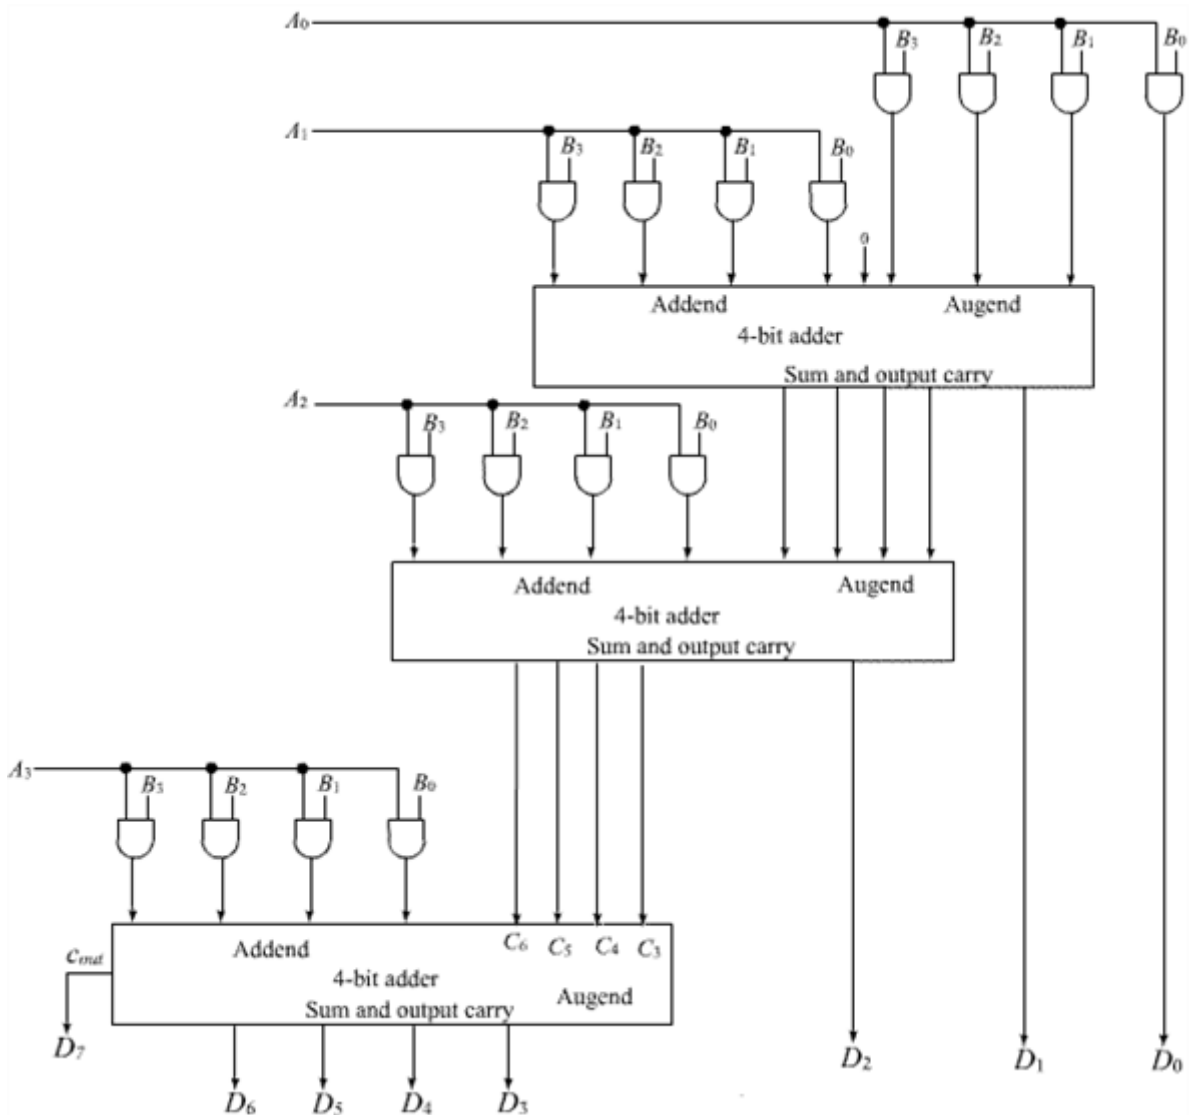 A₀
B₃ B₂ B₁ B₀
A₁
B₃ B₂ B₁ B₀
0
Addend Augend
4-bit adder
Sum and output carry
A₂
B₃ B₂ B₁ B₀
Addend Augend
4-bit adder
Sum and output carry
A₃
B₃ B₂ B₁ B₀
C₆ C₅ C₄ C₃
Addend
4-bit adder
Augend
Sum and output carry
D₇
D₂ D₁ D₀
D₆ D₅ D₄ D₃